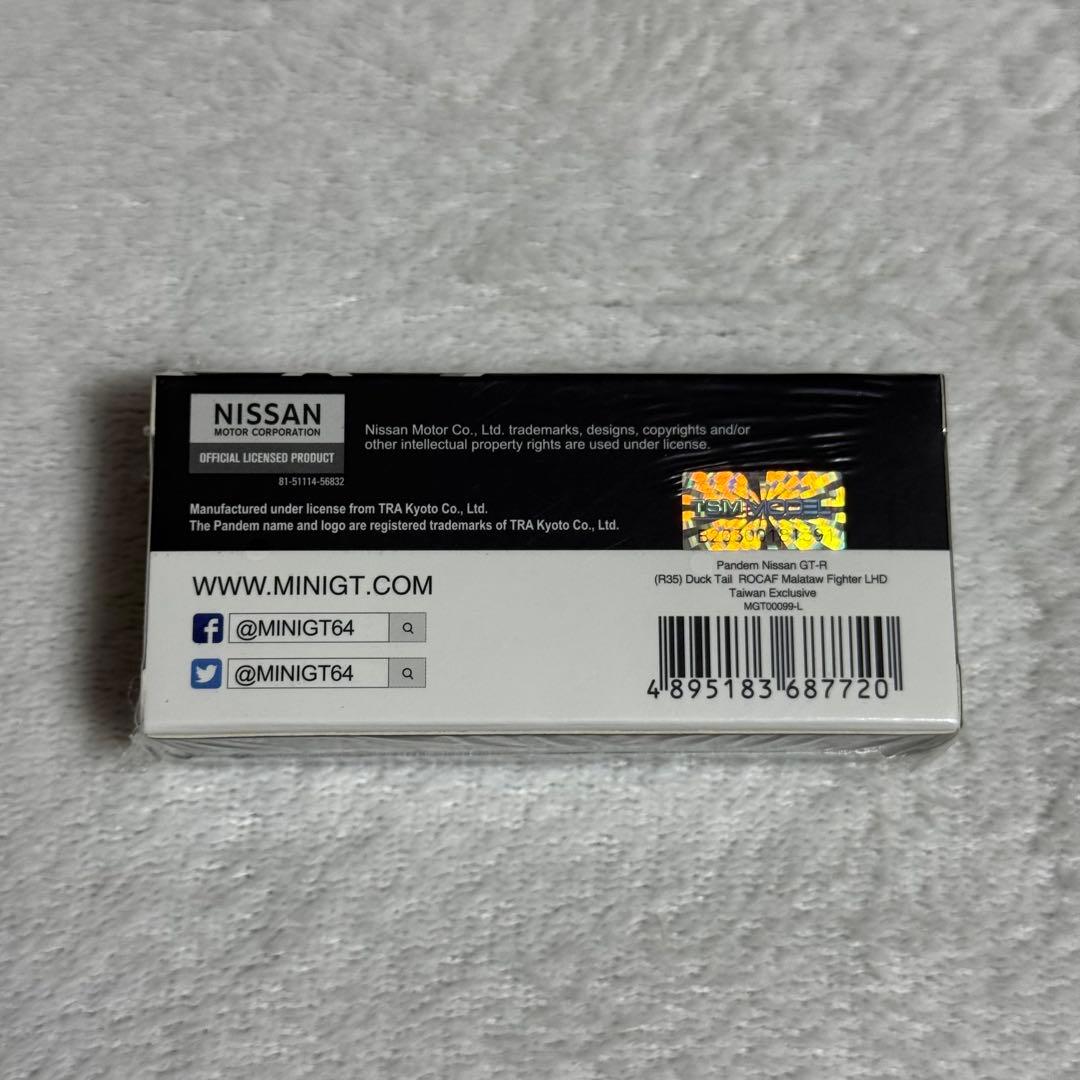 NISSAN
MOTOR CORPORATION
OFFICIAL LICENSED PRODUCT
81-51114-56832
Nissan Motor Co., Ltd. trademarks, designs, copyrights and/or
other intellectual property rights are used under license.
Manufactured under license from TRA Kyoto Co., Ltd.
The Pandem name and logo are registered trademarks of TRA Kyoto Co., Ltd.
TSM MODEL
WWW.MINIGT.COM
@MINIGT64
@MINIGT64
Pandem Nissan GT-R
(R35) Duck Tail ROCAF Malataw Fighter LHD
Taiwan Exclusive
MGT00099-L
4 895183 687720